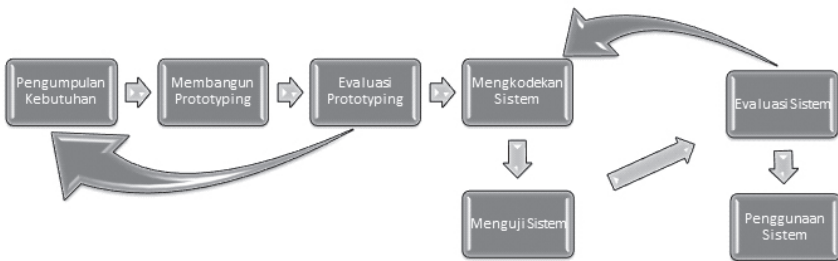 Pengumpulan
Kebutuhan
Membangun
Prototyping
Evaluasi
Prototyping
Mengkodekan
Sistem
Menguji Sistem
Evaluasi Sistem
Penggunaan
Sistem